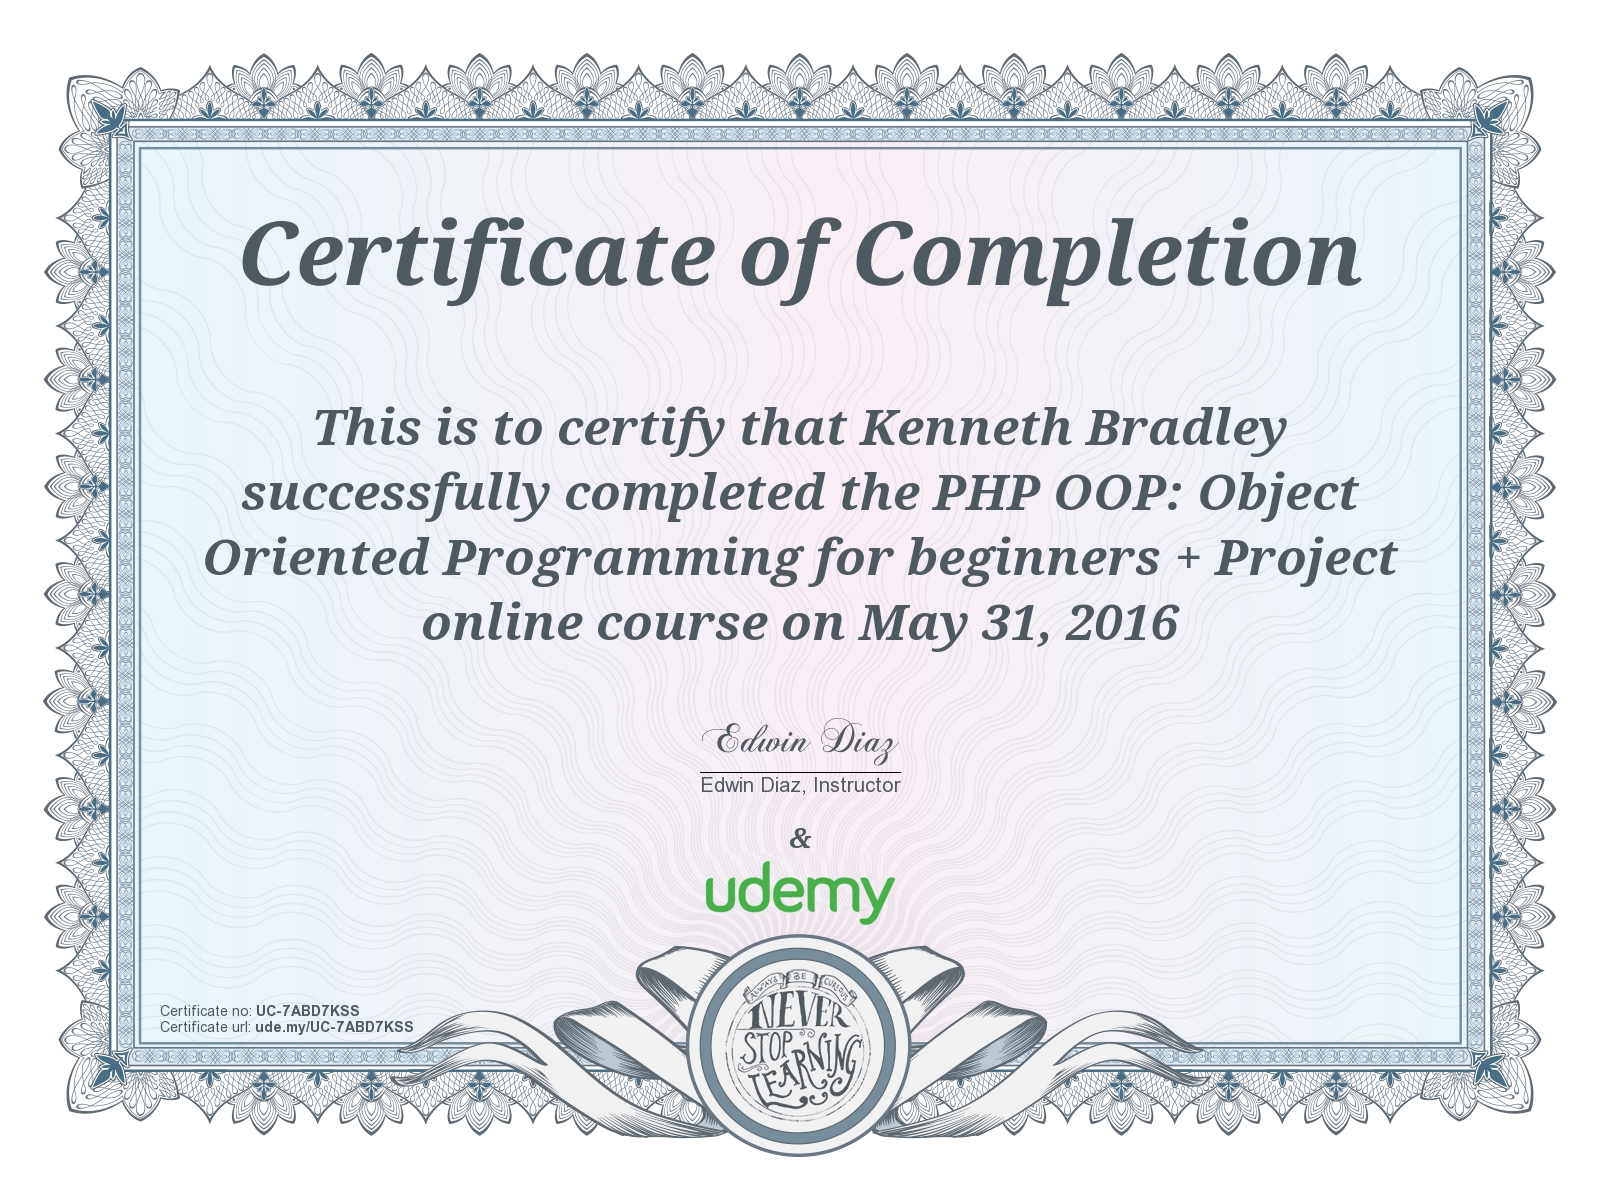 Certificate of Completion
This is to certify that Kenneth Bradley
successfully completed the PHP OOP: Object
Oriented Programming for beginners + Project
online course on May 31, 2016
Edwin Diaz
Edwin Diaz, Instructor
&
udemy
Certificate no: UC-7ABD7KSS
Certificate url: ude.my/UC-7ABD7KSS
ALWAYS BE CURIOUS
NEVER
STOP
LEARNING